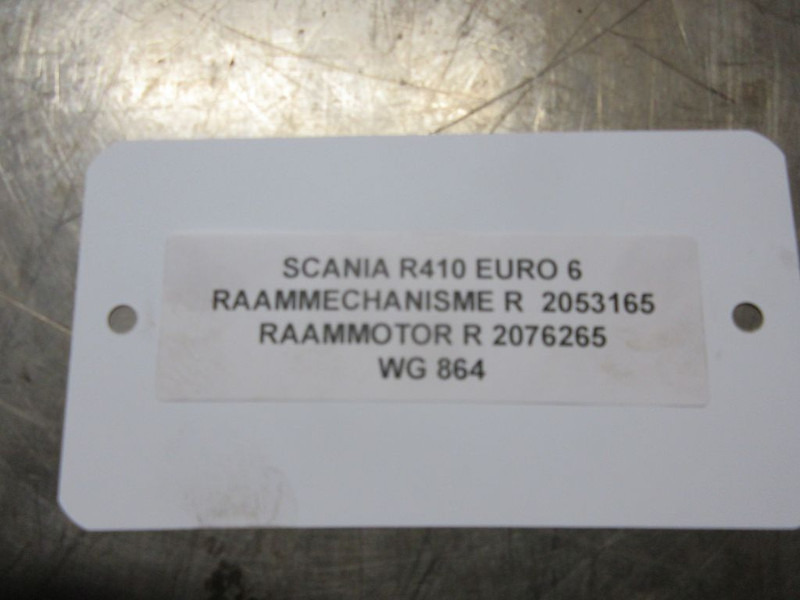 SCANIA R410 EURO 6
RAAMMECHANISME R 2053165
RAAMMOTOR R 2076265
WG 864